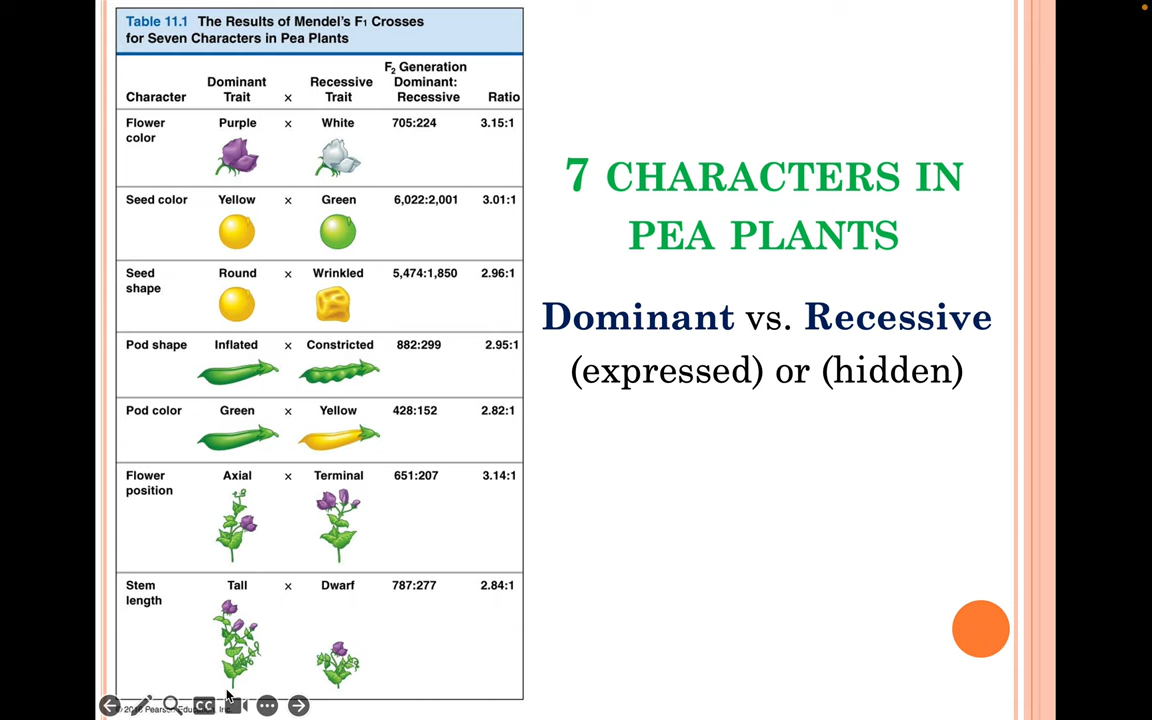 Table 11.1 The Results of Mendel's F₁ Crosses
for Seven Characters in Pea Plants
Character
Dominant
Trait
x
Recessive
Trait
F₂ Generation
Dominant:
Recessive
Ratio
Flower
color
Purple
x
White
705:224
3.15:1
Seed color
Yellow
x
Green
6,022:2,001
3.01:1
Seed
shape
Round
x
Wrinkled
5,474:1,850
2.96:1
Pod shape
Inflated
x
Constricted
882:299
2.95:1
Pod color
Green
x
Yellow
428:152
2.82:1
Flower
position
Axial
x
Terminal
651:207
3.14:1
Stem
length
Tall
x
Dwarf
787:277
2.84:1
CC
Pearson Education, Inc.
7 CHARACTERS IN
PEA PLANTS
Dominant vs. Recessive
(expressed) or (hidden)